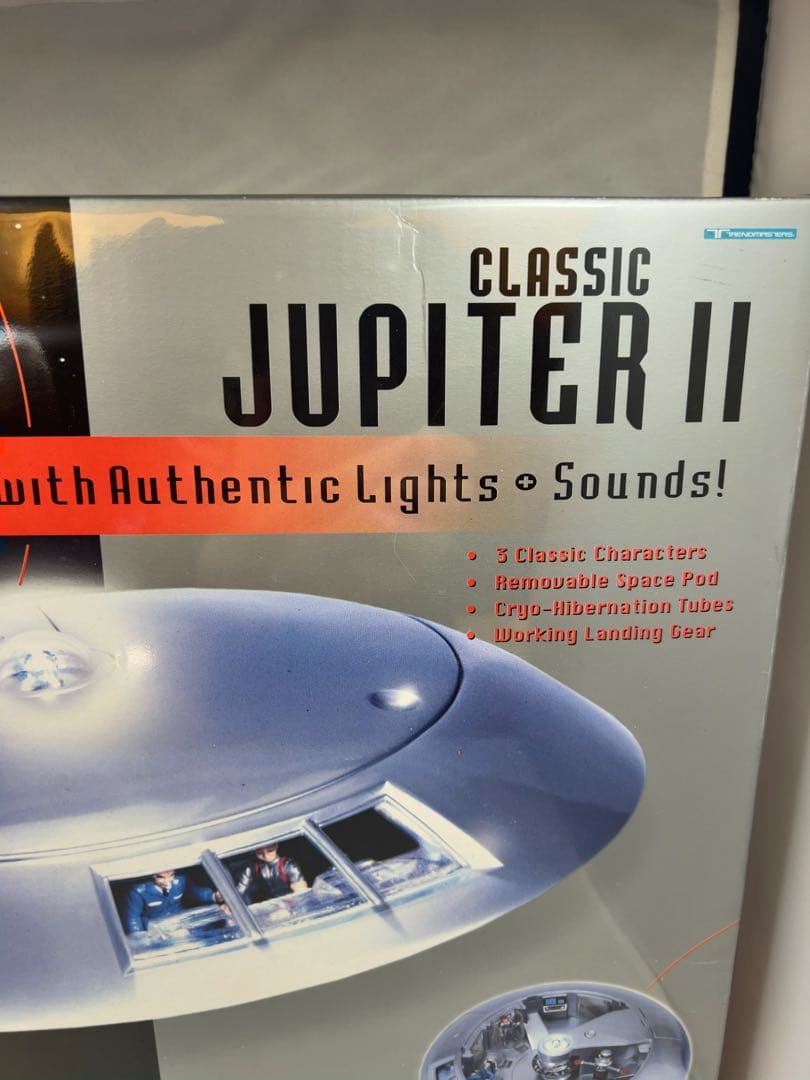 TRENDMASTERS.
CLASSIC
JUPITER II
with Authentic Lights + Sounds!
• 3 Classic Characters
• Removable Space Pod
• Cryo-Hibernation Tubes
• Working Landing Gear